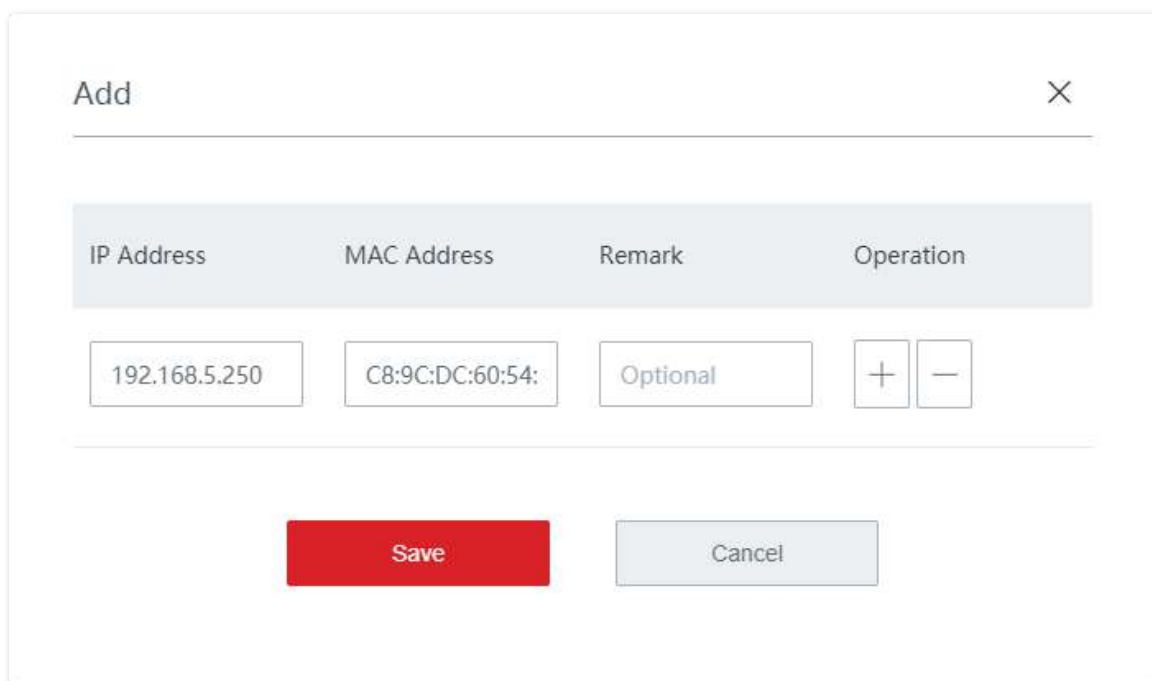 Add
IP Address MAC Address Remark Operation
192.168.5.250 C8:9C:DC:60:54: Optional
Save Cancel